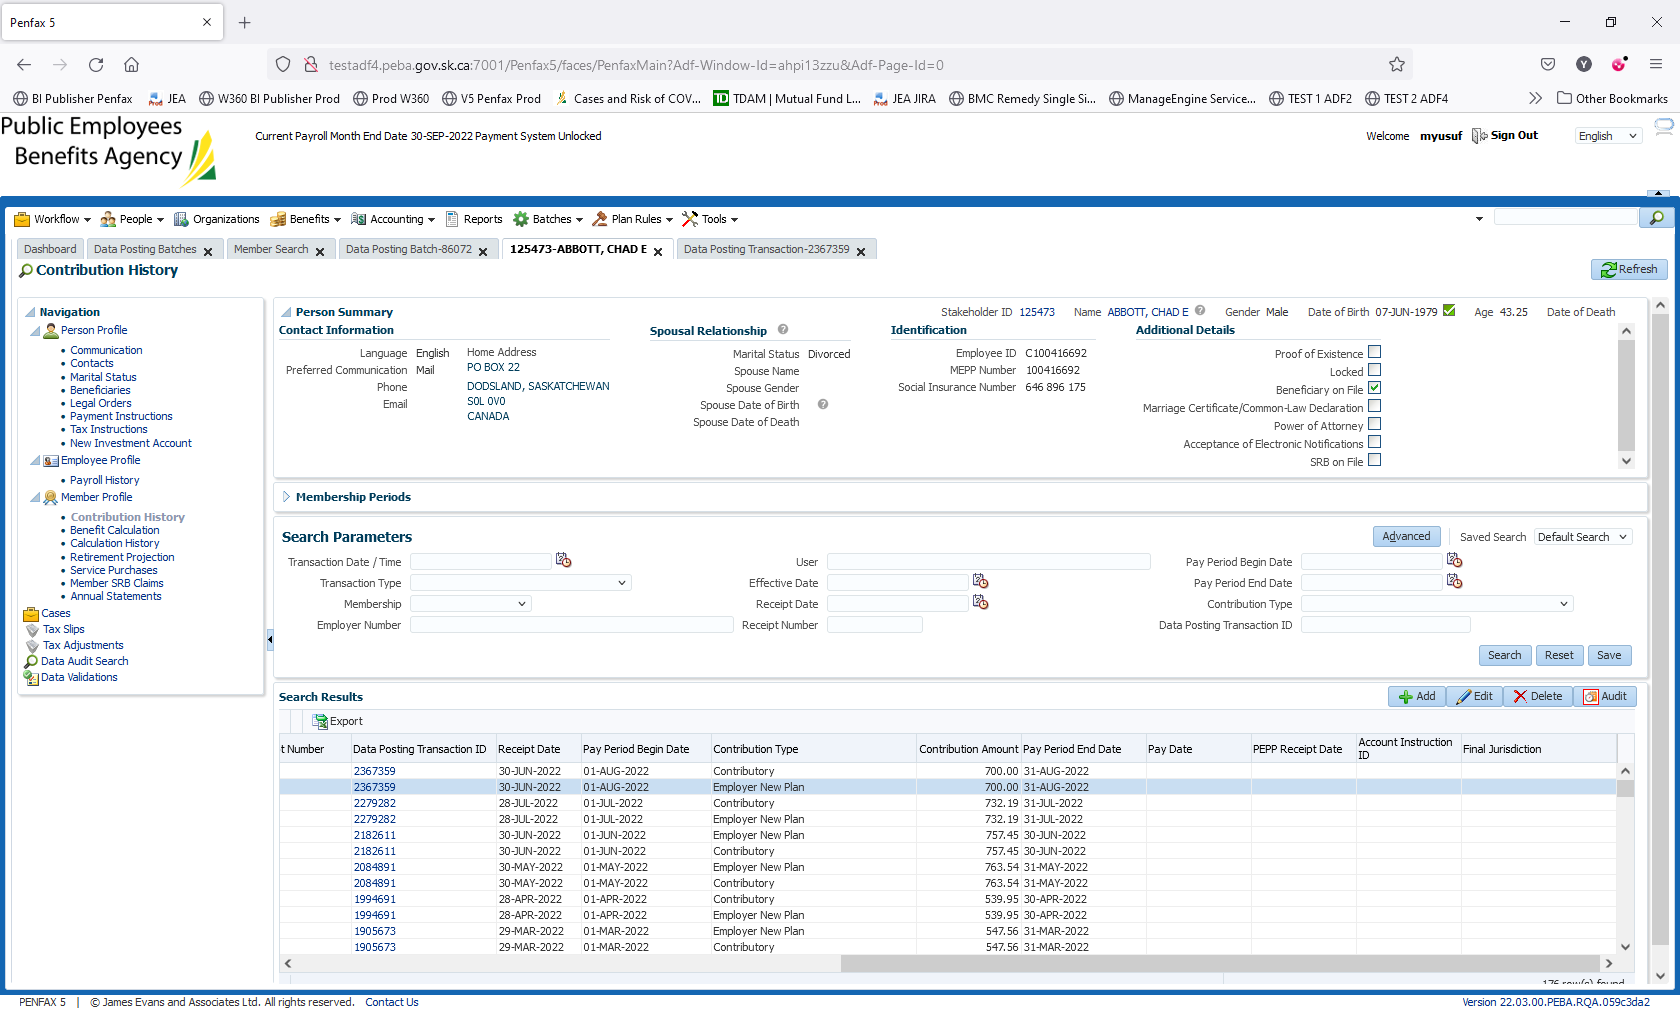 Penfax 5
testadf4.peba.gov.sk.ca:7001/Penfax5/faces/PenfaxMain?Adf-Window-Id=ahpi13zzu&Adf-Page-Id=0
BI Publisher Penfax JEA W360 BI Publisher Prod Prod W360 V5 Penfax Prod Cases and Risk of COV... TD TDAM | Mutual Fund L... JEA JIRA BMC Remedy Single Si... ManageEngine Service... TEST 1 ADF2 TEST 2 ADF4 Other Bookmarks
Public Employees
Benefits Agency
Current Payroll Month End Date 30-SEP-2022 Payment System Unlocked
Welcome myusuf Sign Out English
Workflow People Organizations Benefits Accounting Reports Batches Plan Rules Tools
Dashboard Data Posting Batches Member Search Data Posting Batch-86072 125473-ABBOTT, CHAD E Data Posting Transaction-2367359
Contribution History
Refresh
Navigation
Person Profile
Communication
Contacts
Marital Status
Beneficiaries
Legal Orders
Payment Instructions
Tax Instructions
New Investment Account
Employee Profile
Payroll History
Member Profile
Contribution History
Benefit Calculation
Calculation History
Retirement Projection
Service Purchases
Member SRB Claims
Annual Statements
Cases
Tax Slips
Tax Adjustments
Data Audit Search
Data Validations
Person Summary
Stakeholder ID 125473 Name ABBOTT, CHAD E Gender Male Date of Birth 07-JUN-1979 Age 43.25 Date of Death
Contact Information
Language English
Preferred Communication Mail
Phone
Email
Home Address
PO BOX 22
DODSLAND, SASKATCHEWAN
S0L 0V0
CANADA
Spousal Relationship
Marital Status Divorced
Spouse Name
Spouse Gender
Spouse Date of Birth
Spouse Date of Death
Identification
Employee ID C100416692
MEPP Number 100416692
Social Insurance Number 646 896 175
Additional Details
Proof of Existence
Locked
Beneficiary on File
Marriage Certificate/Common-Law Declaration
Power of Attorney
Acceptance of Electronic Notifications
SRB on File
Membership Periods
Search Parameters
Advanced Saved Search Default Search
Transaction Date / Time User Pay Period Begin Date
Transaction Type Effective Date Pay Period End Date
Membership Receipt Date Contribution Type
Employer Number Receipt Number Data Posting Transaction ID
Search Reset Save
Search Results
Add Edit Delete Audit
Export
t Number Data Posting Transaction ID Receipt Date Pay Period Begin Date Contribution Type Contribution Amount Pay Period End Date Pay Date PEPP Receipt Date Account Instruction ID Final Jurisdiction
2367359 30-JUN-2022 01-AUG-2022 Contributory 700.00 31-AUG-2022
2367359 30-JUN-2022 01-AUG-2022 Employer New Plan 700.00 31-AUG-2022
2279282 28-JUL-2022 01-JUL-2022 Contributory 732.19 31-JUL-2022
2279282 28-JUL-2022 01-JUL-2022 Employer New Plan 732.19 31-JUL-2022
2182611 30-JUN-2022 01-JUN-2022 Employer New Plan 757.45 30-JUN-2022
2182611 30-JUN-2022 01-JUN-2022 Contributory 757.45 30-JUN-2022
2084891 30-MAY-2022 01-MAY-2022 Employer New Plan 763.54 31-MAY-2022
2084891 30-MAY-2022 01-MAY-2022 Contributory 763.54 31-MAY-2022
1994691 28-APR-2022 01-APR-2022 Contributory 539.95 30-APR-2022
1994691 28-APR-2022 01-APR-2022 Employer New Plan 539.95 30-APR-2022
1905673 29-MAR-2022 01-MAR-2022 Employer New Plan 547.56 31-MAR-2022
1905673 29-MAR-2022 01-MAR-2022 Contributory 547.56 31-MAR-2022
176 row(s) found
PENFAX 5 | © James Evans and Associates Ltd. All rights reserved. Contact Us
Version 22.03.00.PEBA.RQA.059c3da2